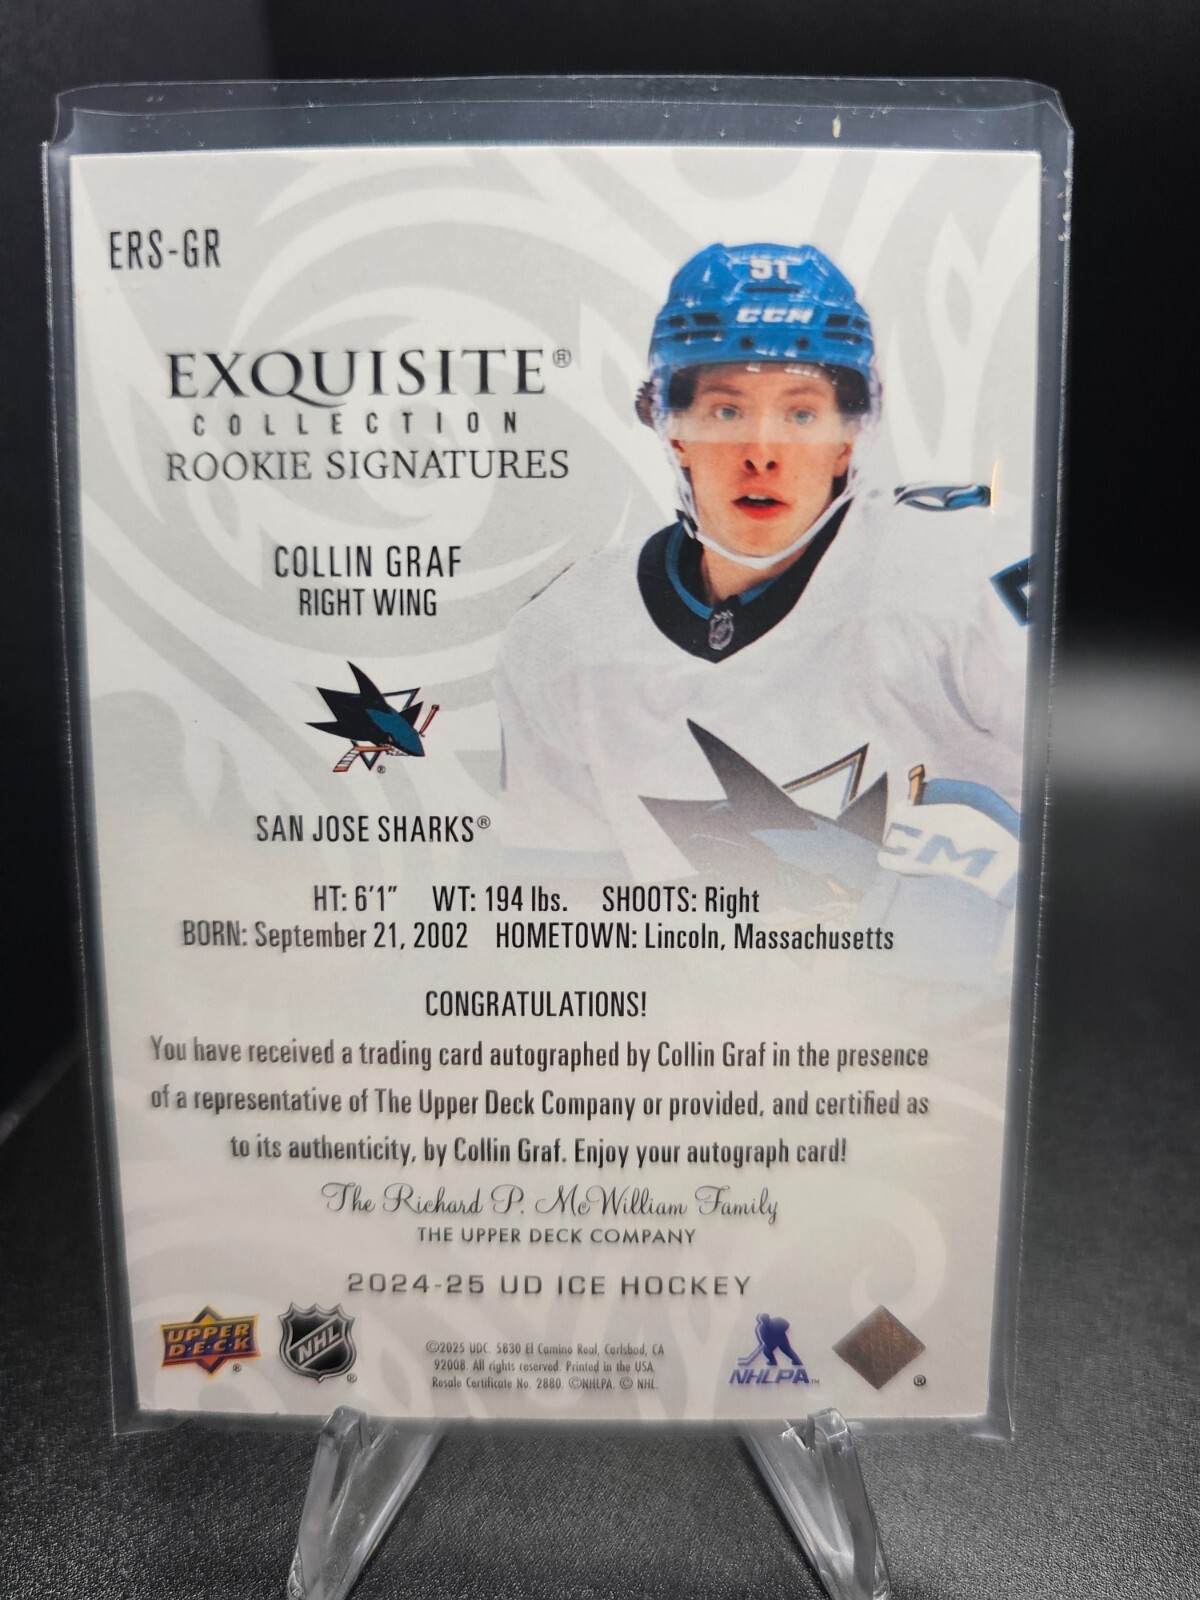 ERS-GR
51
CCM
EXQUISITE®
COLLECTION
ROOKIE SIGNATURES
COLLIN GRAF
RIGHT WING
SAN JOSE SHARKS®
HT: 6'1" WT: 194 lbs. SHOOTS: Right
BORN: September 21, 2002 HOMETOWN: Lincoln, Massachusetts
CONGRATULATIONS!
You have received a trading card autographed by Collin Graf in the presence
of a representative of The Upper Deck Company or provided, and certified as
to its authenticity, by Collin Graf. Enjoy your autograph card!
The Richard P. McWilliam Family
THE UPPER DECK COMPANY
2024-25 UD ICE HOCKEY
UPPER
D·E·C·K
®
NHL
®
©2025 UDC. 5830 El Camino Real, Carlsbad, CA
92008. All rights reserved. Printed in the USA.
Resale Certificate No. 2880. ©NHLPA. © NHL.
NHLPA™
®